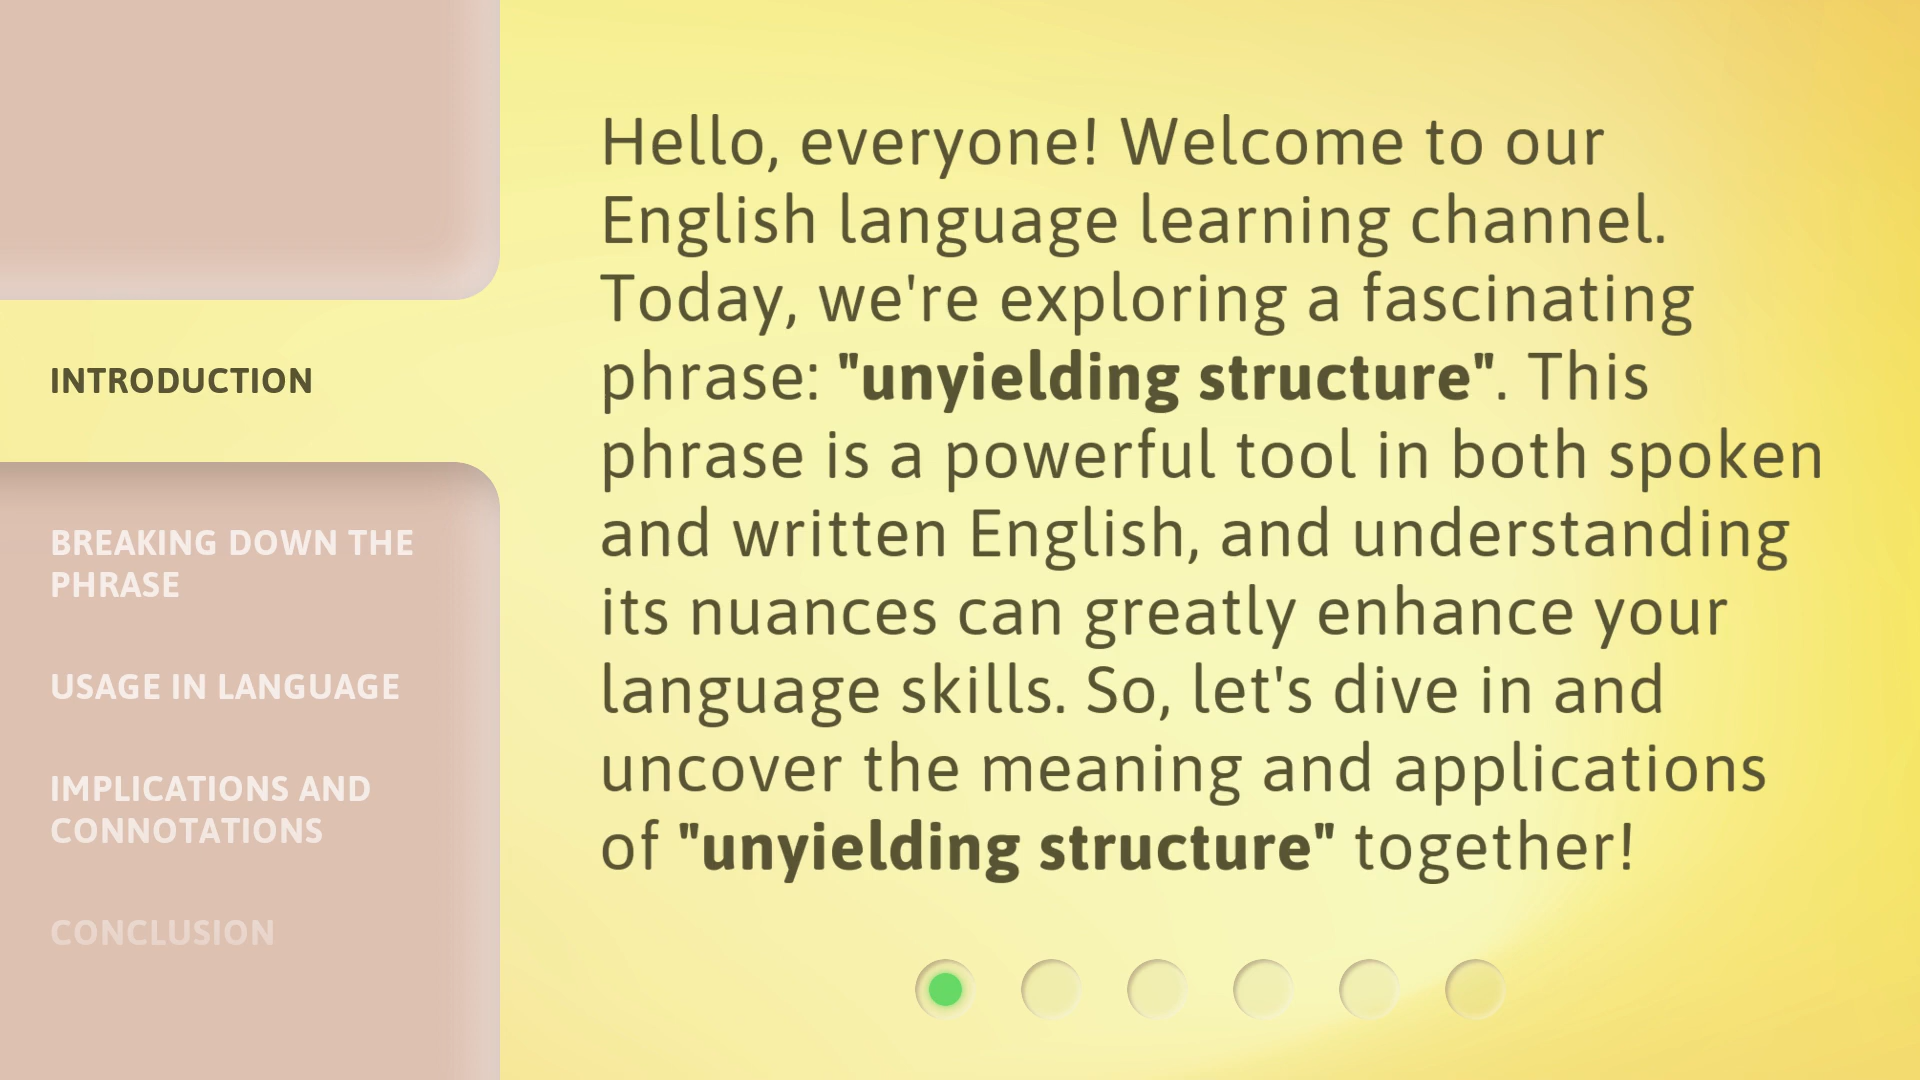 INTRODUCTION
BREAKING DOWN THE
PHRASE
USAGE IN LANGUAGE
IMPLICATIONS AND
CONNOTATIONS
CONCLUSION
Hello, everyone! Welcome to our
English language learning channel.
Today, we're exploring a fascinating
phrase: "unyielding structure". This
phrase is a powerful tool in both spoken
and written English, and understanding
its nuances can greatly enhance your
language skills. So, let's dive in and
uncover the meaning and applications
of "unyielding structure" together!